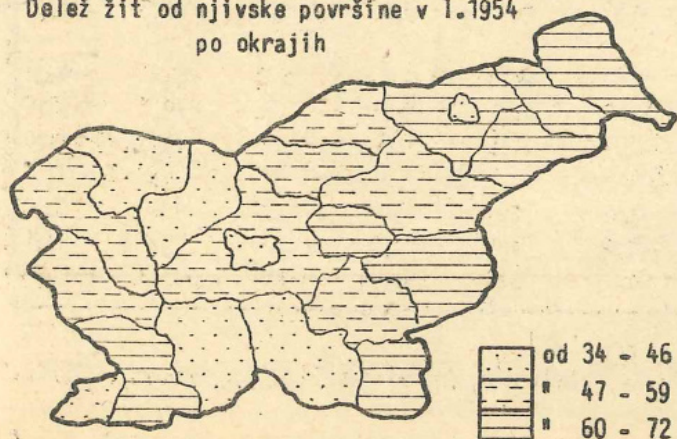 Delež žit od njivske površine v l.1954
po okrajih
od 34 - 46
" 47 - 59
" 60 - 72